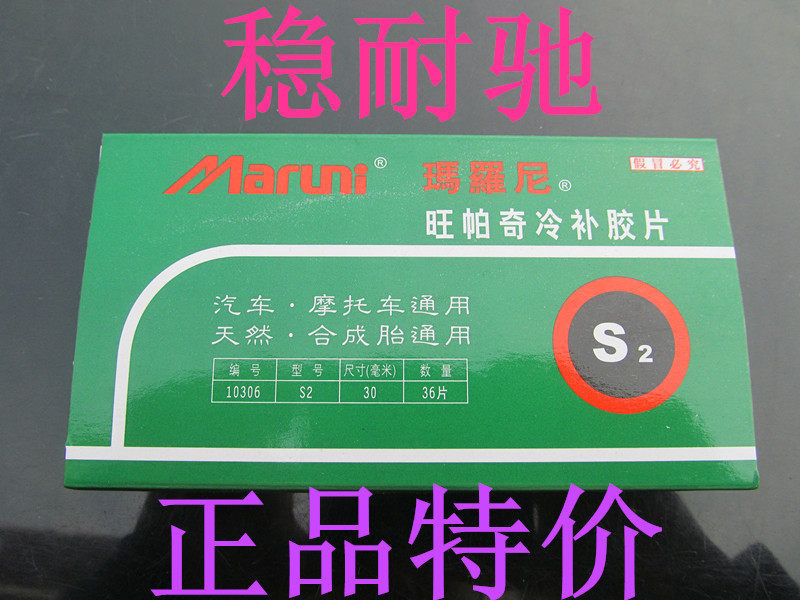 稳耐驰
Maruni® 瑪羅尼®
假冒必究
旺帕奇冷补胶片
汽车·摩托车通用
天然·合成胎通用
编号 型号 尺寸(毫米) 数量
10306 S2 30 36片
S2
正品特价